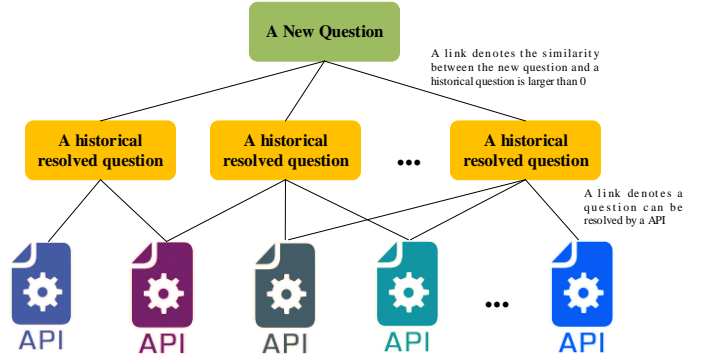 A New Question
A link denotes the similarity
between the new question and a
historical question is larger than 0
A historical
resolved question
A historical
resolved question
...
A historical
resolved question
A link denotes a
question can be
resolved by a API
API
API
API
API
...
API